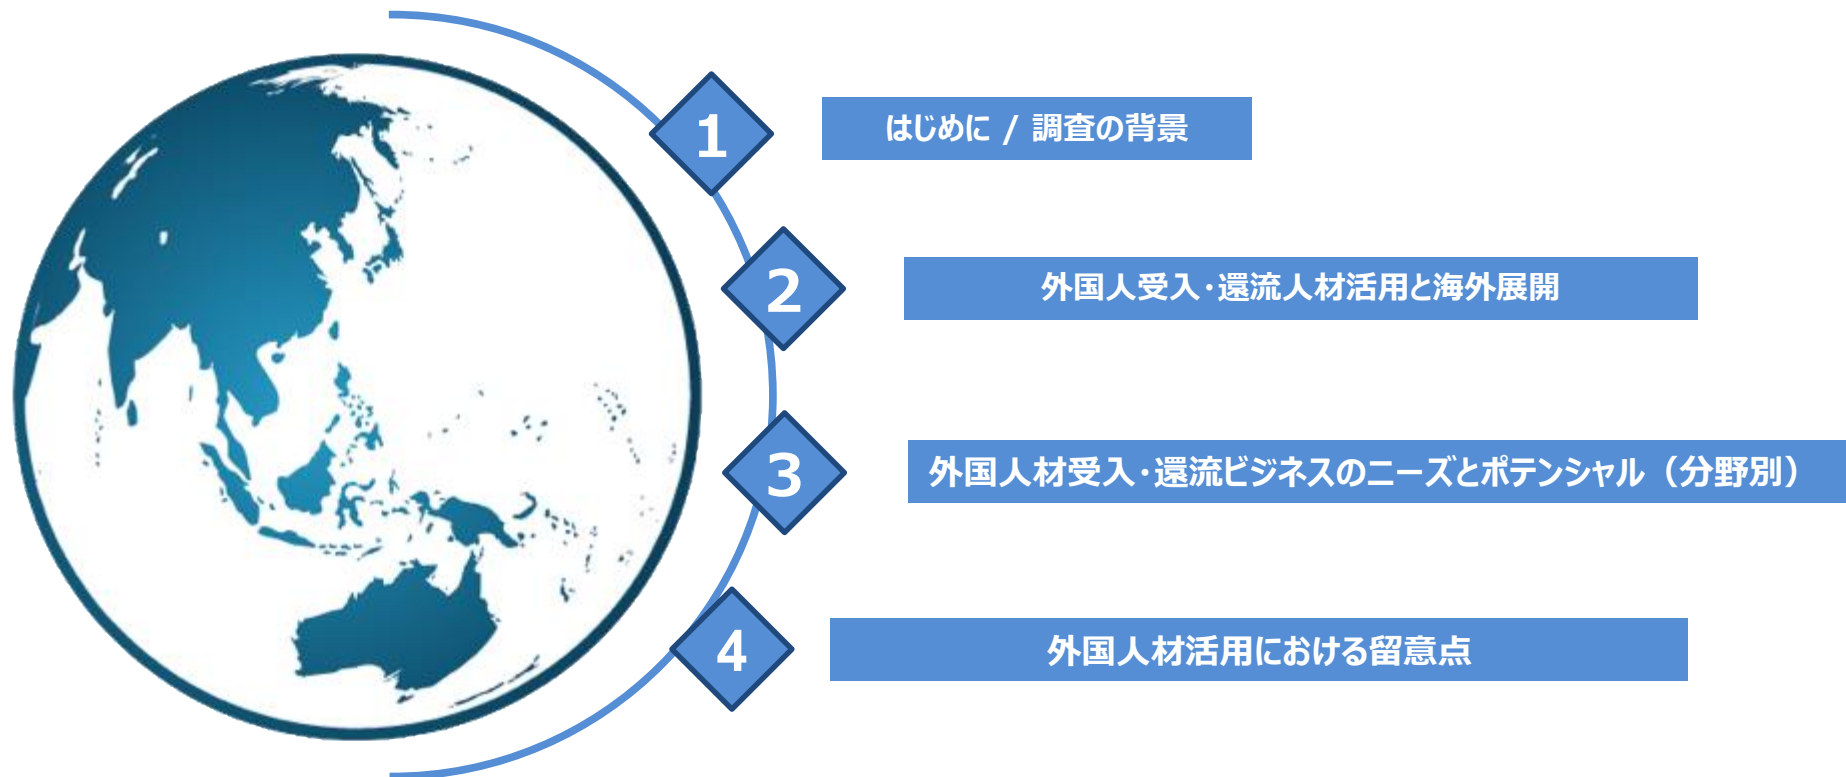 1
はじめに / 調査の背景
2
外国人受入・還流人材活用と海外展開
3
外国人材受入・還流ビジネスのニーズとポテンシャル（分野別）
4
外国人材活用における留意点